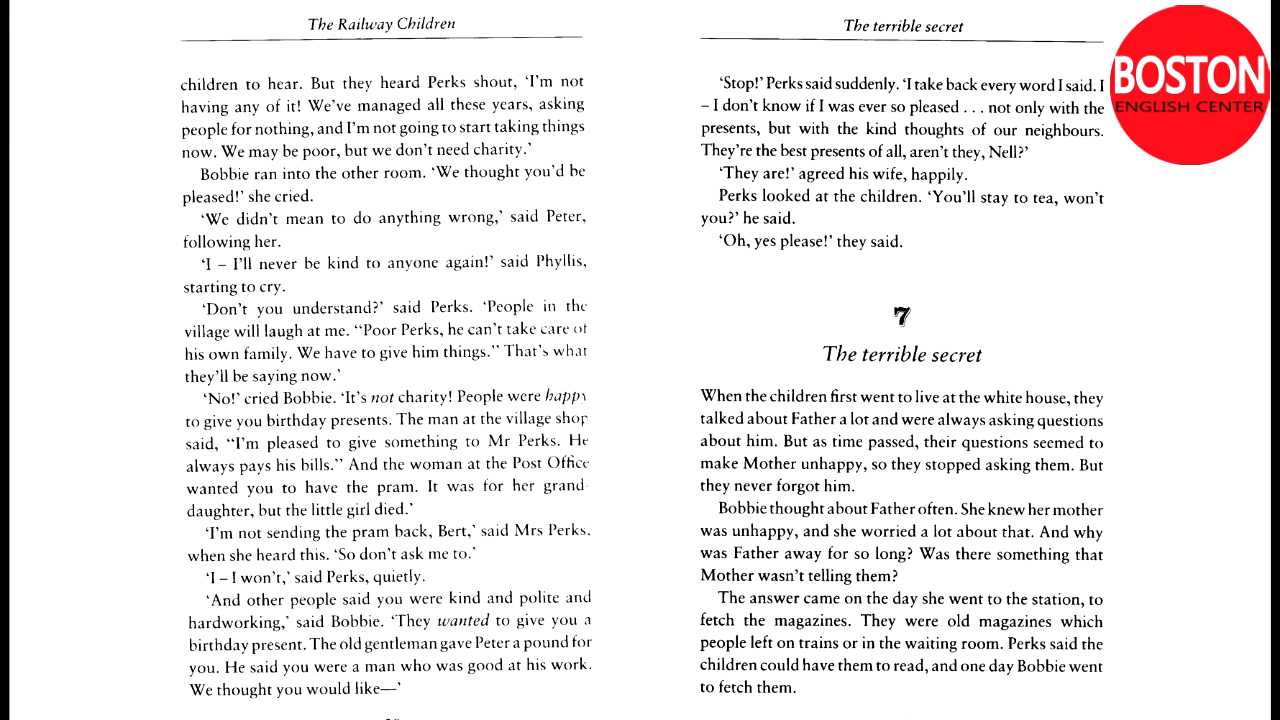 The Railway Children
children to hear. But they heard Perks shout, ‘I’m not
having any of it! We’ve managed all these years, asking
people for nothing, and I’m not going to start taking things
now. We may be poor, but we don’t need charity.’
Bobbie ran into the other room. ‘We thought you’d be
pleased!’ she cried.
‘We didn’t mean to do anything wrong,’ said Peter,
following her.
‘I – I’ll never be kind to anyone again!’ said Phyllis,
starting to cry.
‘Don’t you understand?’ said Perks. ‘People in the
village will laugh at me. “Poor Perks, he can’t take care of
his own family. We have to give him things.” That’s what
they’ll be saying now.’
‘No!’ cried Bobbie. ‘It’s not charity! People were happy
to give you birthday presents. The man at the village shop
said, “I’m pleased to give something to Mr Perks. He
always pays his bills.” And the woman at the Post Office
wanted you to have the pram. It was for her grand-
daughter, but the little girl died.’
‘I’m not sending the pram back, Bert,’ said Mrs Perks,
when she heard this. ‘So don’t ask me to.’
‘I – I won’t,’ said Perks, quietly.
‘And other people said you were kind and polite and
hardworking,’ said Bobbie. ‘They wanted to give you a
birthday present. The old gentleman gave Peter a pound for
you. He said you were a man who was good at his work.
We thought you would like—’
The terrible secret
‘Stop!’ Perks said suddenly. ‘I take back every word I said. I
– I don’t know if I was ever so pleased . . . not only with the
presents, but with the kind thoughts of our neighbours.
They’re the best presents of all, aren’t they, Nell?’
‘They are!’ agreed his wife, happily.
Perks looked at the children. ‘You’ll stay to tea, won’t
you?’ he said.
‘Oh, yes please!’ they said.
7
The terrible secret
When the children first went to live at the white house, they
talked about Father a lot and were always asking questions
about him. But as time passed, their questions seemed to
make Mother unhappy, so they stopped asking them. But
they never forgot him.
Bobbie thought about Father often. She knew her mother
was unhappy, and she worried a lot about that. And why
was Father away for so long? Was there something that
Mother wasn’t telling them?
The answer came on the day she went to the station, to
fetch the magazines. They were old magazines which
people left on trains or in the waiting room. Perks said the
children could have them to read, and one day Bobbie went
to fetch them.
BOSTON
ENGLISH CENTER